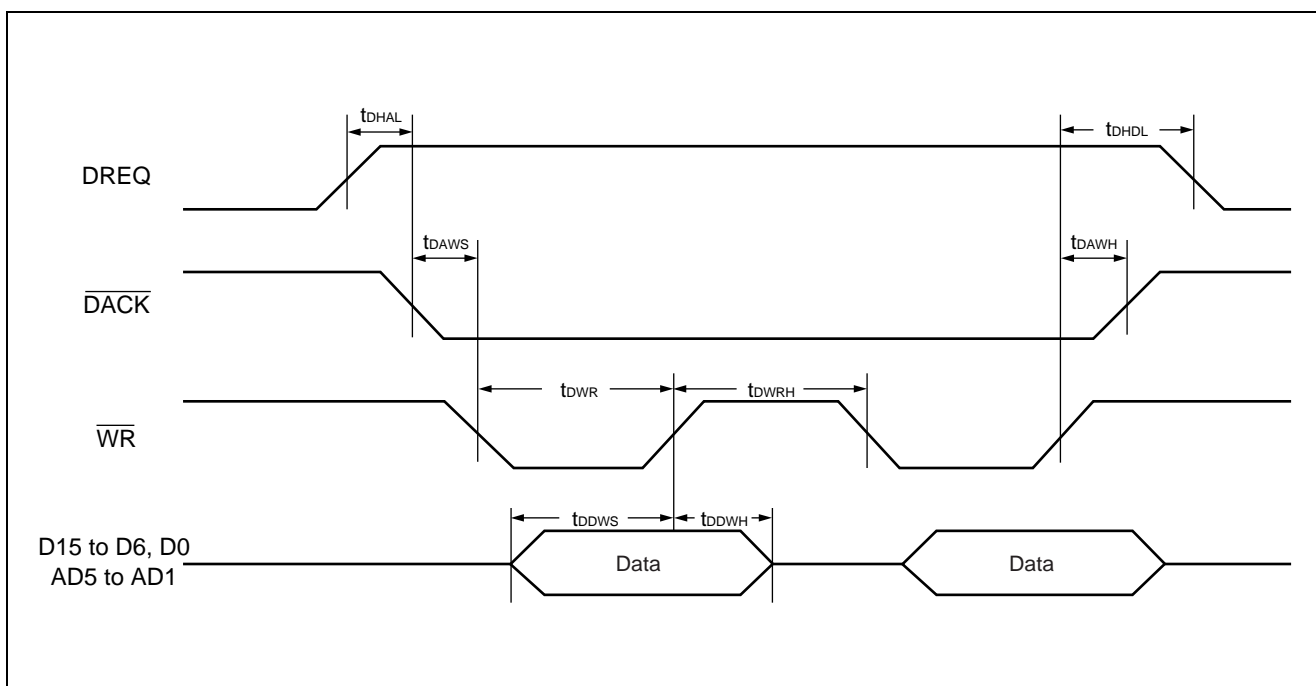 tDHAL
tDHDL
DREQ
tDAWS
tDAWH
DACK
tDWR
tDWRH
WR
tDDWS
tDDWH
D15 to D6, D0
AD5 to AD1
Data
Data